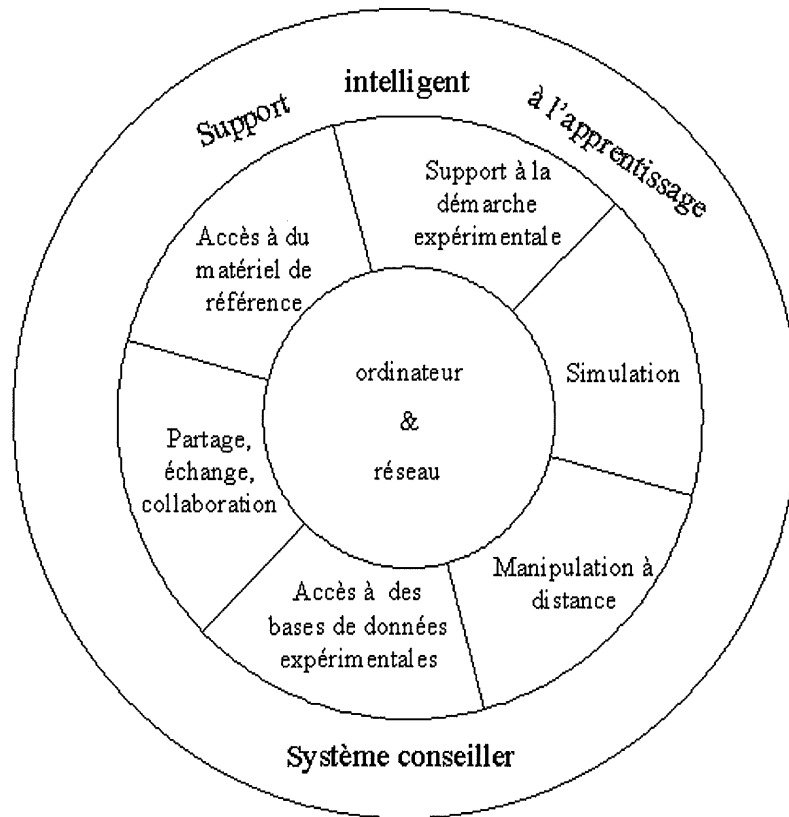 Support intelligent à l'apprentissage
Support à la
démarche
expérimentale
Accès à du
matériel de
référence
Simulation
ordinateur
&
réseau
Partage,
échange,
collaboration
Manipulation à
distance
Accès à des
bases de données
expérimentales
Système conseiller